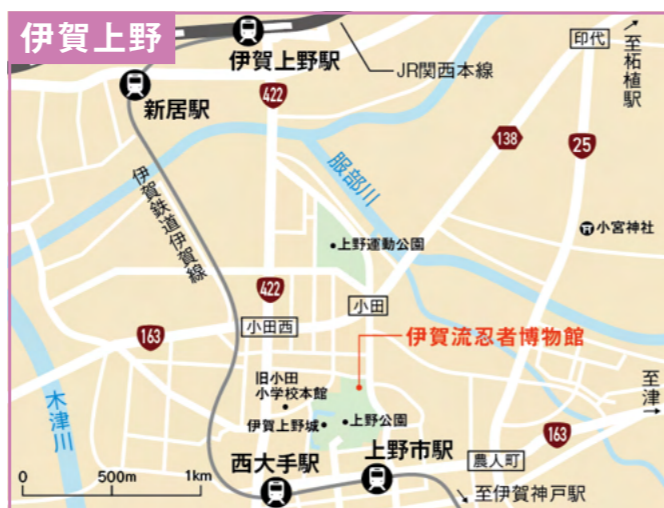 伊賀上野
伊賀上野駅
JR関西本線
印代
至柘植駅
新居駅
422
138
25
服部川
伊賀鉄道伊賀線
小宮神社
上野運動公園
422
小田
小田西
163
伊賀流忍者博物館
木津川
旧小田
小学校本館
伊賀上野城
上野公園
至津
163
西大手駅
上野市駅
農人町
至伊賀神戸駅
0 500m 1km